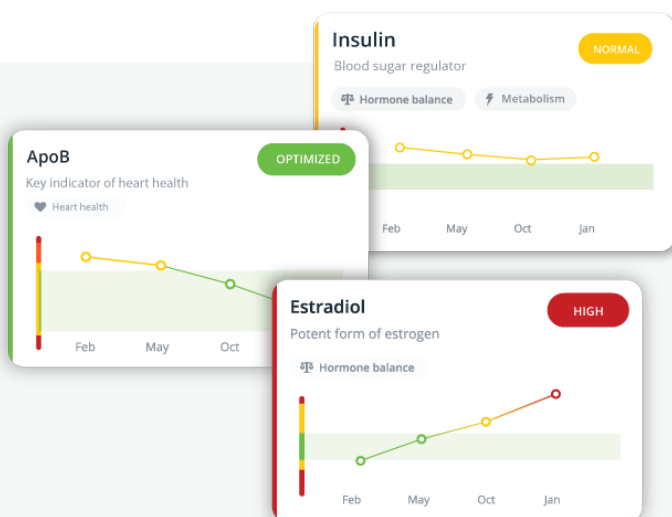 Insulin
NORMAL
Blood sugar regulator
Hormone balance
Metabolism
Feb
May
Oct
Jan
ApoB
OPTIMIZED
Key indicator of heart health
Heart health
Feb
May
Oct
Estradiol
HIGH
Potent form of estrogen
Hormone balance
Feb
May
Oct
Jan